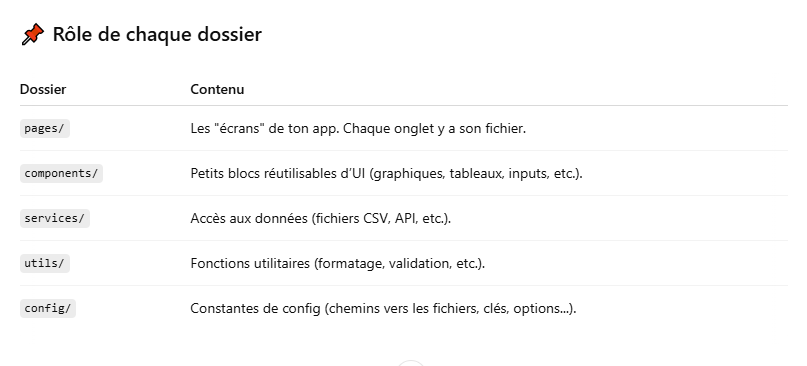 📌 Rôle de chaque dossier
Dossier Contenu
pages/ Les "écrans" de ton app. Chaque onglet y a son fichier.
components/ Petits blocs réutilisables d’UI (graphiques, tableaux, inputs, etc.).
services/ Accès aux données (fichiers CSV, API, etc.).
utils/ Fonctions utilitaires (formatage, validation, etc.).
config/ Constantes de config (chemins vers les fichiers, clés, options...).